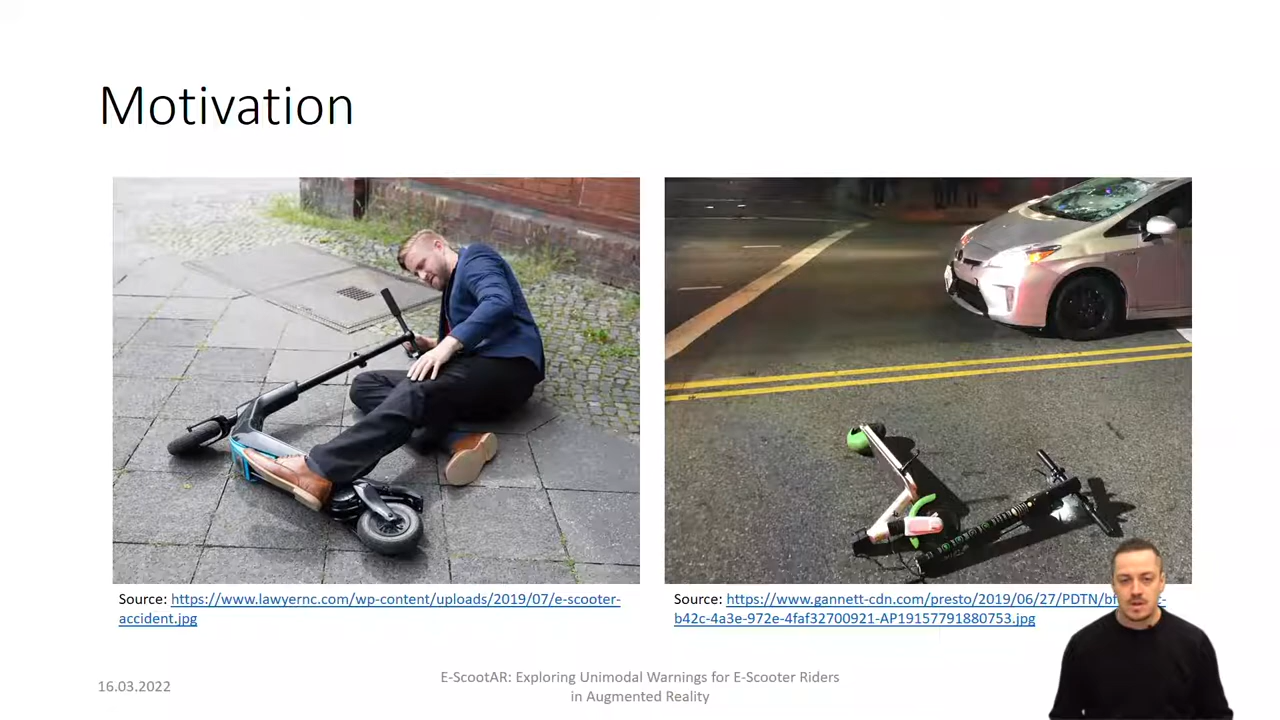 Motivation
Source: https://www.lawyernc.com/wp-content/uploads/2019/07/e-scooter-
accident.jpg
Source: https://www.gannett-cdn.com/presto/2019/06/27/PDTN/
b42c-4a3e-972e-4faf32700921-AP19157791880753.jpg
16.03.2022
E-ScootAR: Exploring Unimodal Warnings for E-Scooter Riders
in Augmented Reality